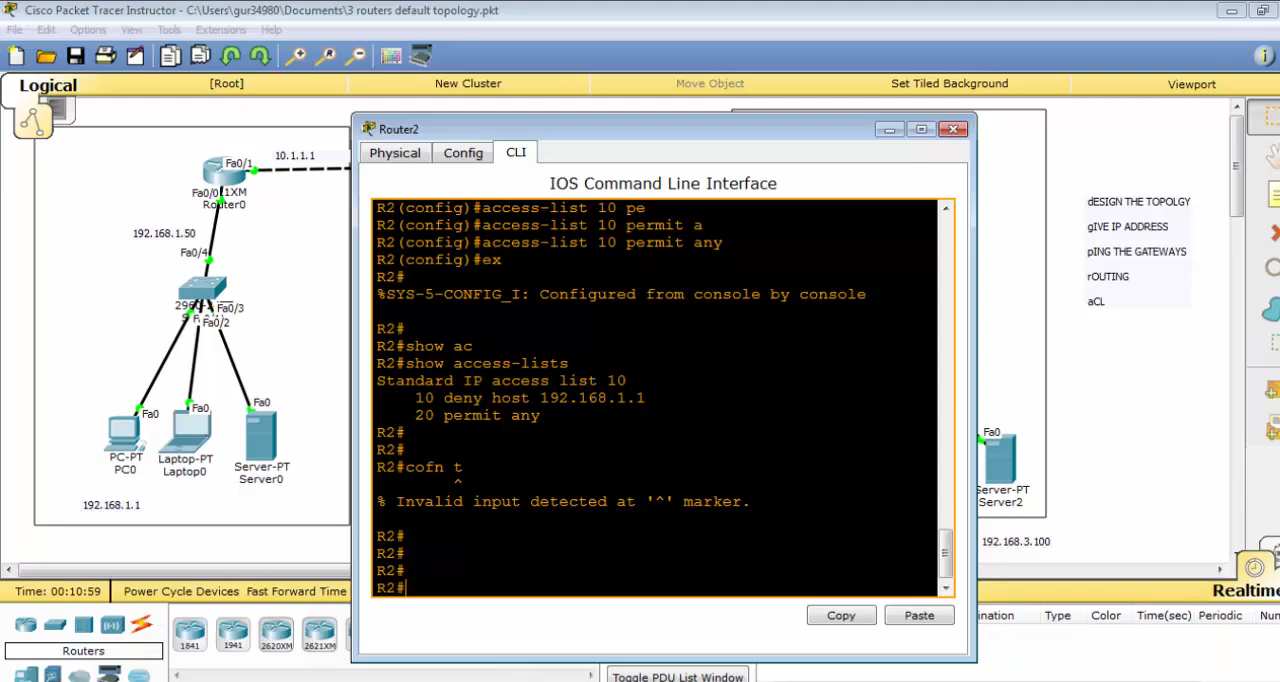 Cisco Packet Tracer Instructor - C:\Users\gur34980\Documents\3 routers default topology.pkt
File Edit Options View Tools Extensions Help
Logical [Root] New Cluster Move Object Set Tiled Background Viewport
Router2
Physical Config CLI
IOS Command Line Interface
R2(config)#access-list 10 pe
R2(config)#access-list 10 permit a
R2(config)#access-list 10 permit any
R2(config)#ex
R2#
%SYS-5-CONFIG_I: Configured from console by console
R2#
R2#show ac
R2#show access-lists
Standard IP access list 10
10 deny host 192.168.1.1
20 permit any
R2#
R2#
R2#cofn t
^
% Invalid input detected at '^' marker.
R2#
R2#
R2#
R2#
Copy Paste
10.1.1.1
Fa0/1
Fa0/0
1XM
Router0
192.168.1.50
Fa0/4
Fa0/3
Fa0/2
Fa0
Fa0
Fa0
PC-PT
PC0
Laptop-PT
Laptop0
Server-PT
Server0
192.168.1.1
DESIGN THE TOPOLGY
gIVE IP ADDRESS
pING THE GATEWAYS
rOUTING
aCL
Fa0
Server-PT
Server2
192.168.3.100
Time: 00:10:59 Power Cycle Devices Fast Forward Time
Realtime
Routers
1841 1941 2620XM 2621XM
Type Color Time(sec) Periodic
Toggle PDU List Window